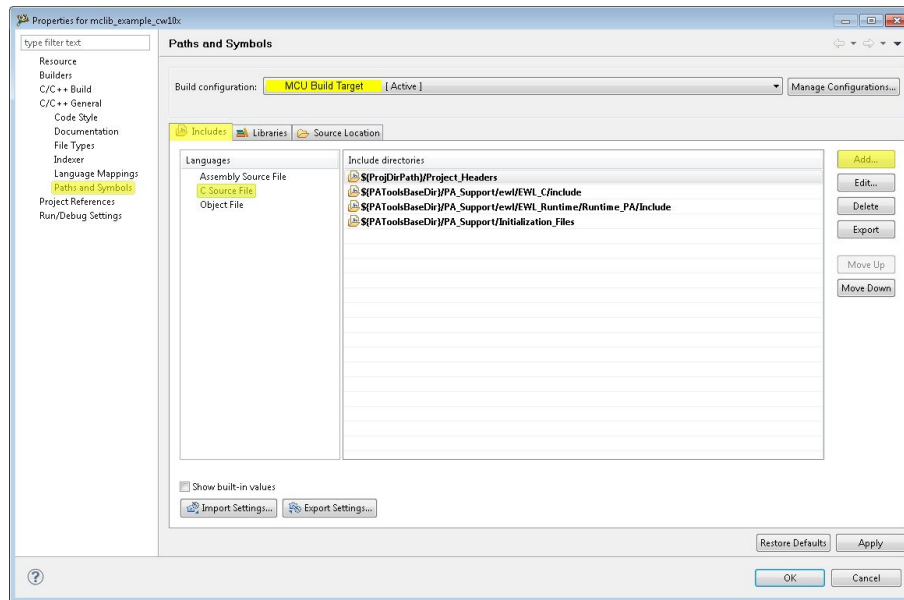 Properties for mclib_example_cw10x
type filter text
Resource
Builders
C/C++ Build
C/C++ General
Code Style
Documentation
File Types
Indexer
Language Mappings
Paths and Symbols
Project References
Run/Debug Settings
Paths and Symbols
Build configuration: MCU Build Target [ Active ] Manage Configurations...
Includes Libraries Source Location
Languages
Assembly Source File
C Source File
Object File
Include directories
${ProjDirPath}/Project_Headers
${PAToolsBaseDir}/PA_Support/ewl/EWL_C/include
${PAToolsBaseDir}/PA_Support/ewl/EWL_Runtime/Runtime_PA/Include
${PAToolsBaseDir}/PA_Support/Initialization_Files
Add...
Edit...
Delete
Export
Move Up
Move Down
Show built-in values
Import Settings... Export Settings...
Restore Defaults Apply
? OK Cancel